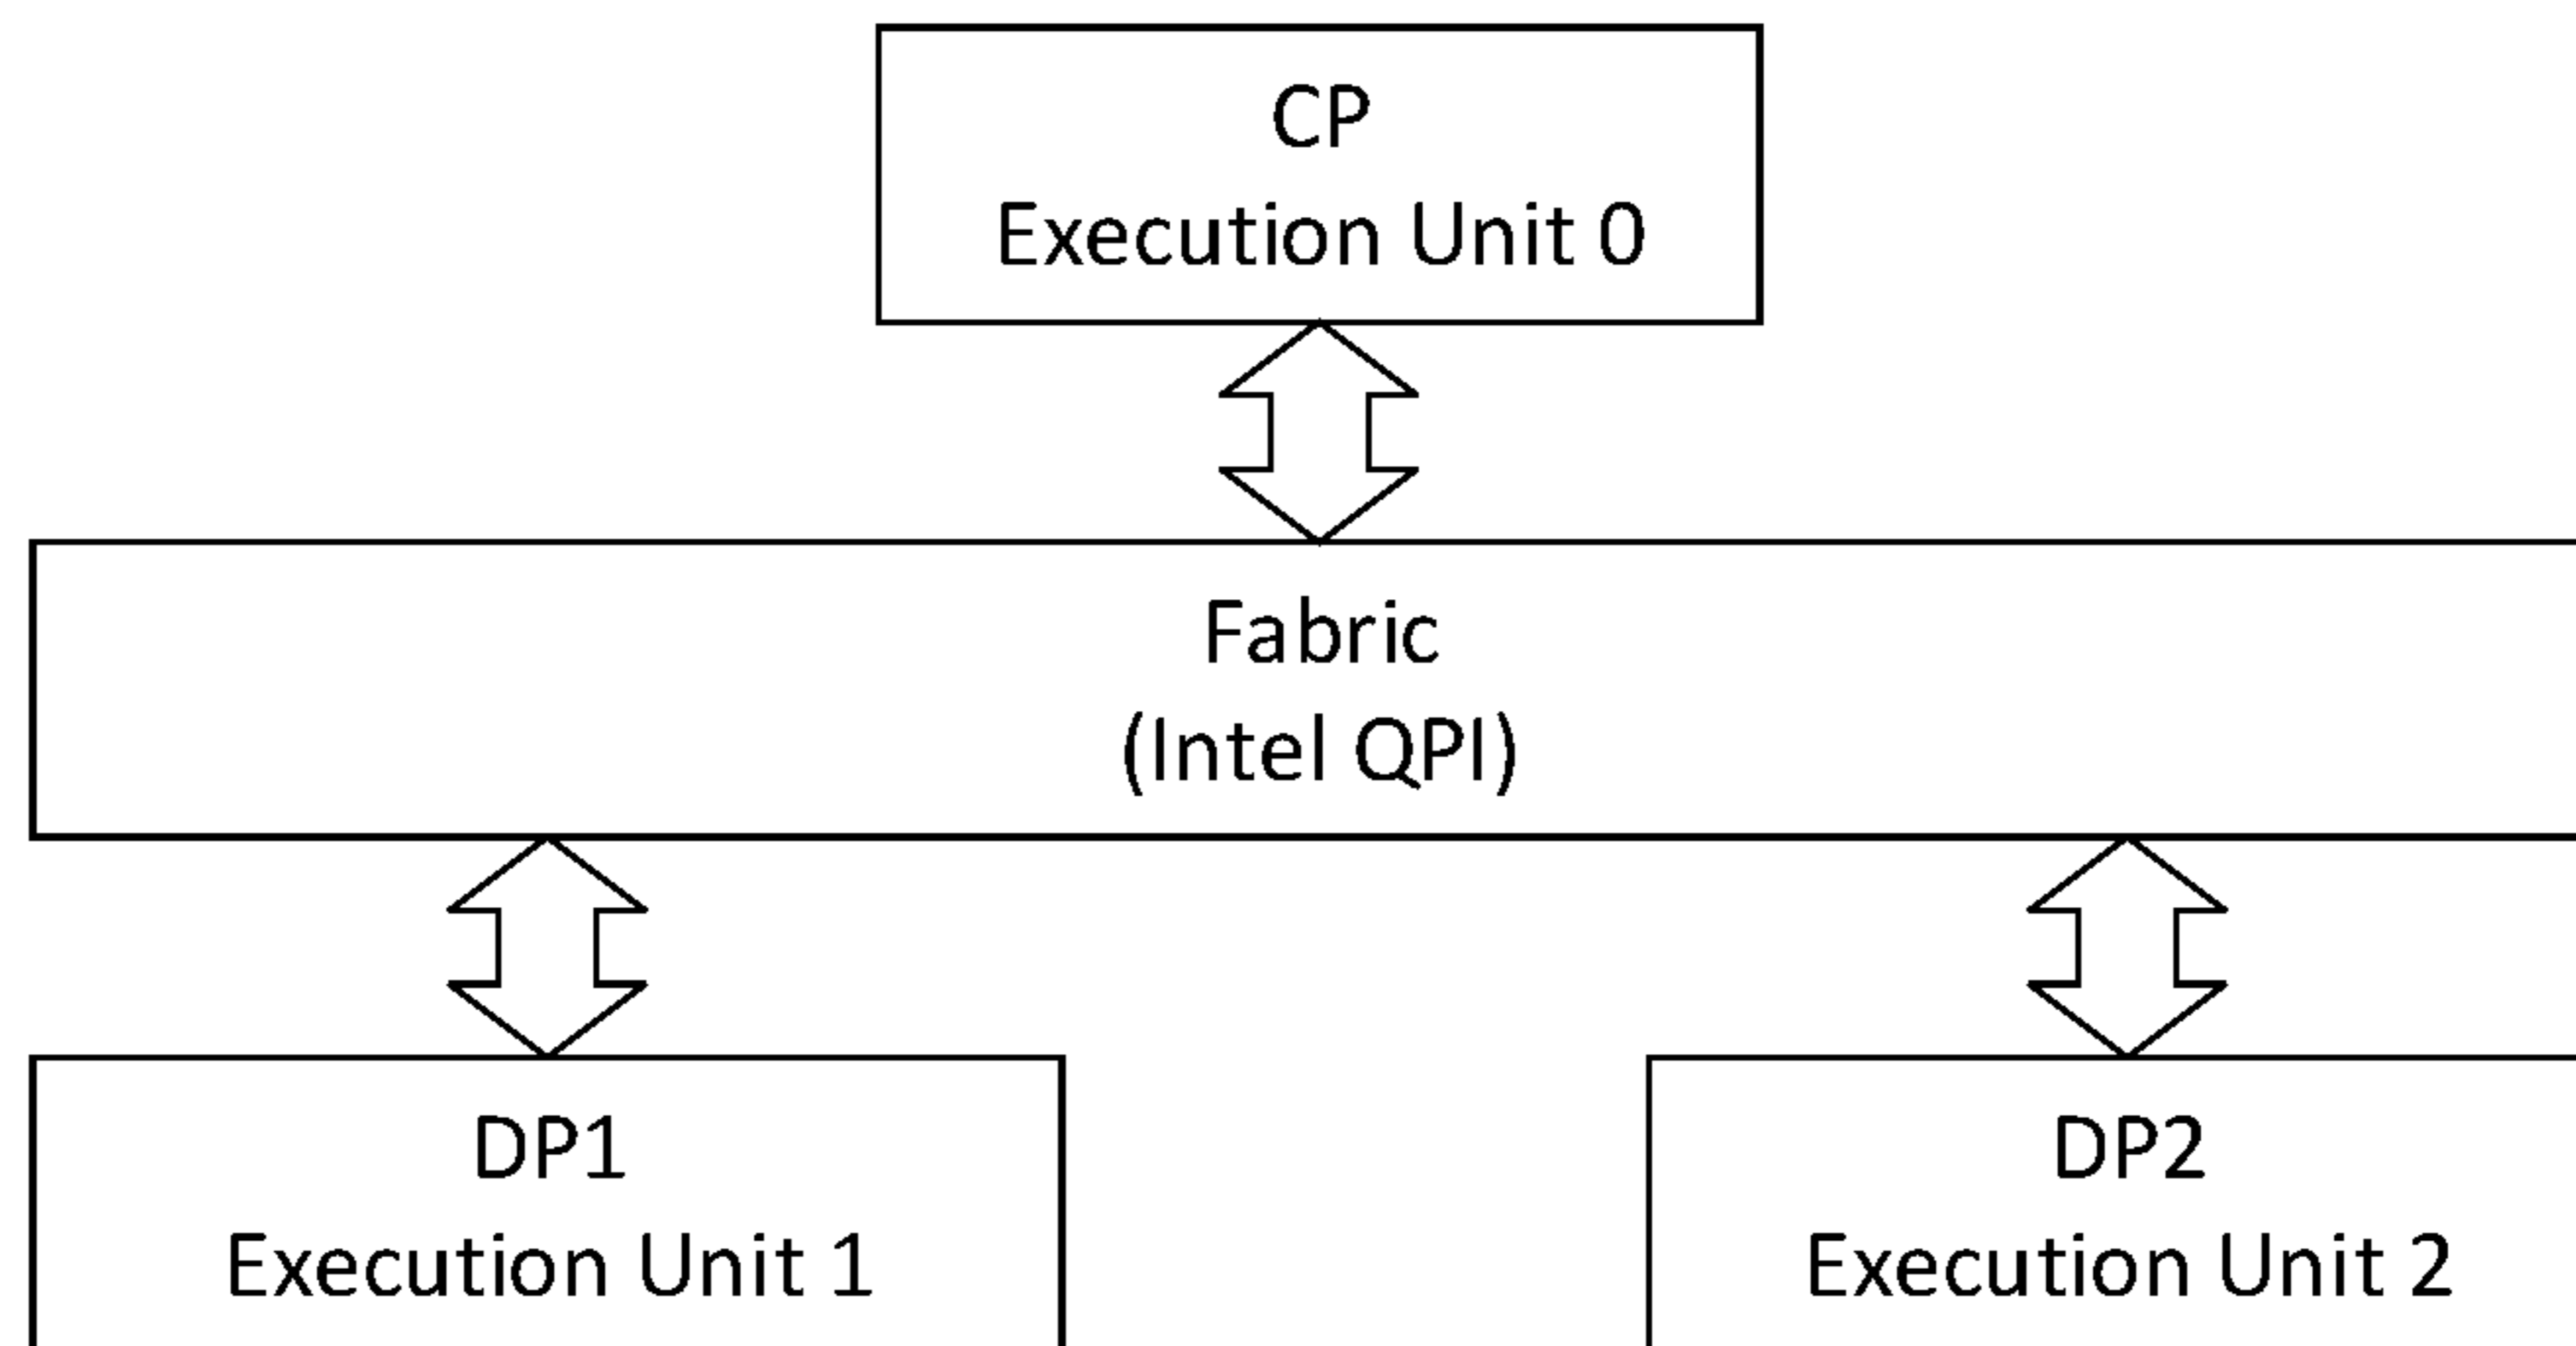 CP
Execution Unit 0
Fabric
(Intel QPI)
DP1
Execution Unit 1
DP2
Execution Unit 2